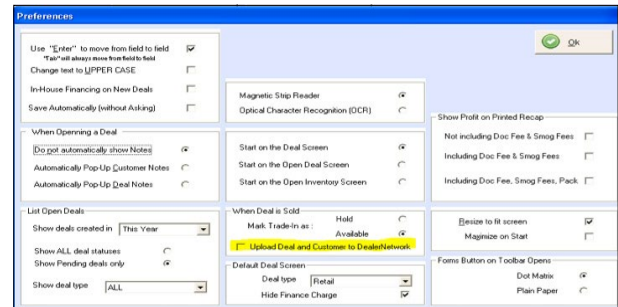 Preferences
Use "Enter" to move from field to field
"Tab" will always move from field to field
Change text to UPPER CASE
In-House Financing on New Deals
Save Automatically (without Asking)
Ok
Magnetic Strip Reader
Optical Character Recognition (OCR)
Show Profit on Printed Recap
Not including Doc Fee & Smog Fees
Including Doc Fee & Smog Fees
Including Doc Fee, Smog Fees, Pack
When Openning a Deal
Do not automatically show Notes
Automatically Pop-Up Customer Notes
Automatically Pop-Up Deal Notes
Start on the Deal Screen
Start on the Open Deal Screen
Start on the Open Inventory Screen
List Open Deals
Show deals created in This Year
Show ALL deal statuses
Show Pending deals only
Show deal type ALL
When Deal is Sold
Hold
Mark Trade-In as :
Available
Upload Deal and Customer to DealerNetwork
Default Deal Screen
Deal type Retail
Hide Finance Charge
Resize to fit screen
Maximize on Start
Forms Button on Toolbar Opens
Dot Matrix
Plain Paper